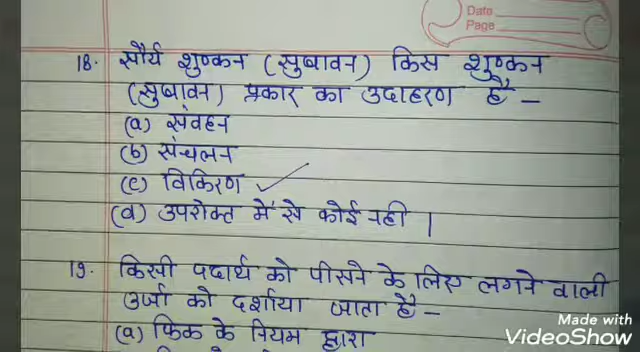 Date
Page
18. सौर्य शुष्कन (सुखावन) किस शुष्कन
(सुखावन) प्रकार का उदाहरण है –
(a) संवहन
(b) संचलन
(c) विकिरण ✓
(d) उपरोक्त में से कोई नही ।
19. किसी पदार्थ को पीसने के लिए लगने वाली
उर्जा को दर्शाया जाता है –
(a) फिक के नियम द्वारा
Made with
VideoShow